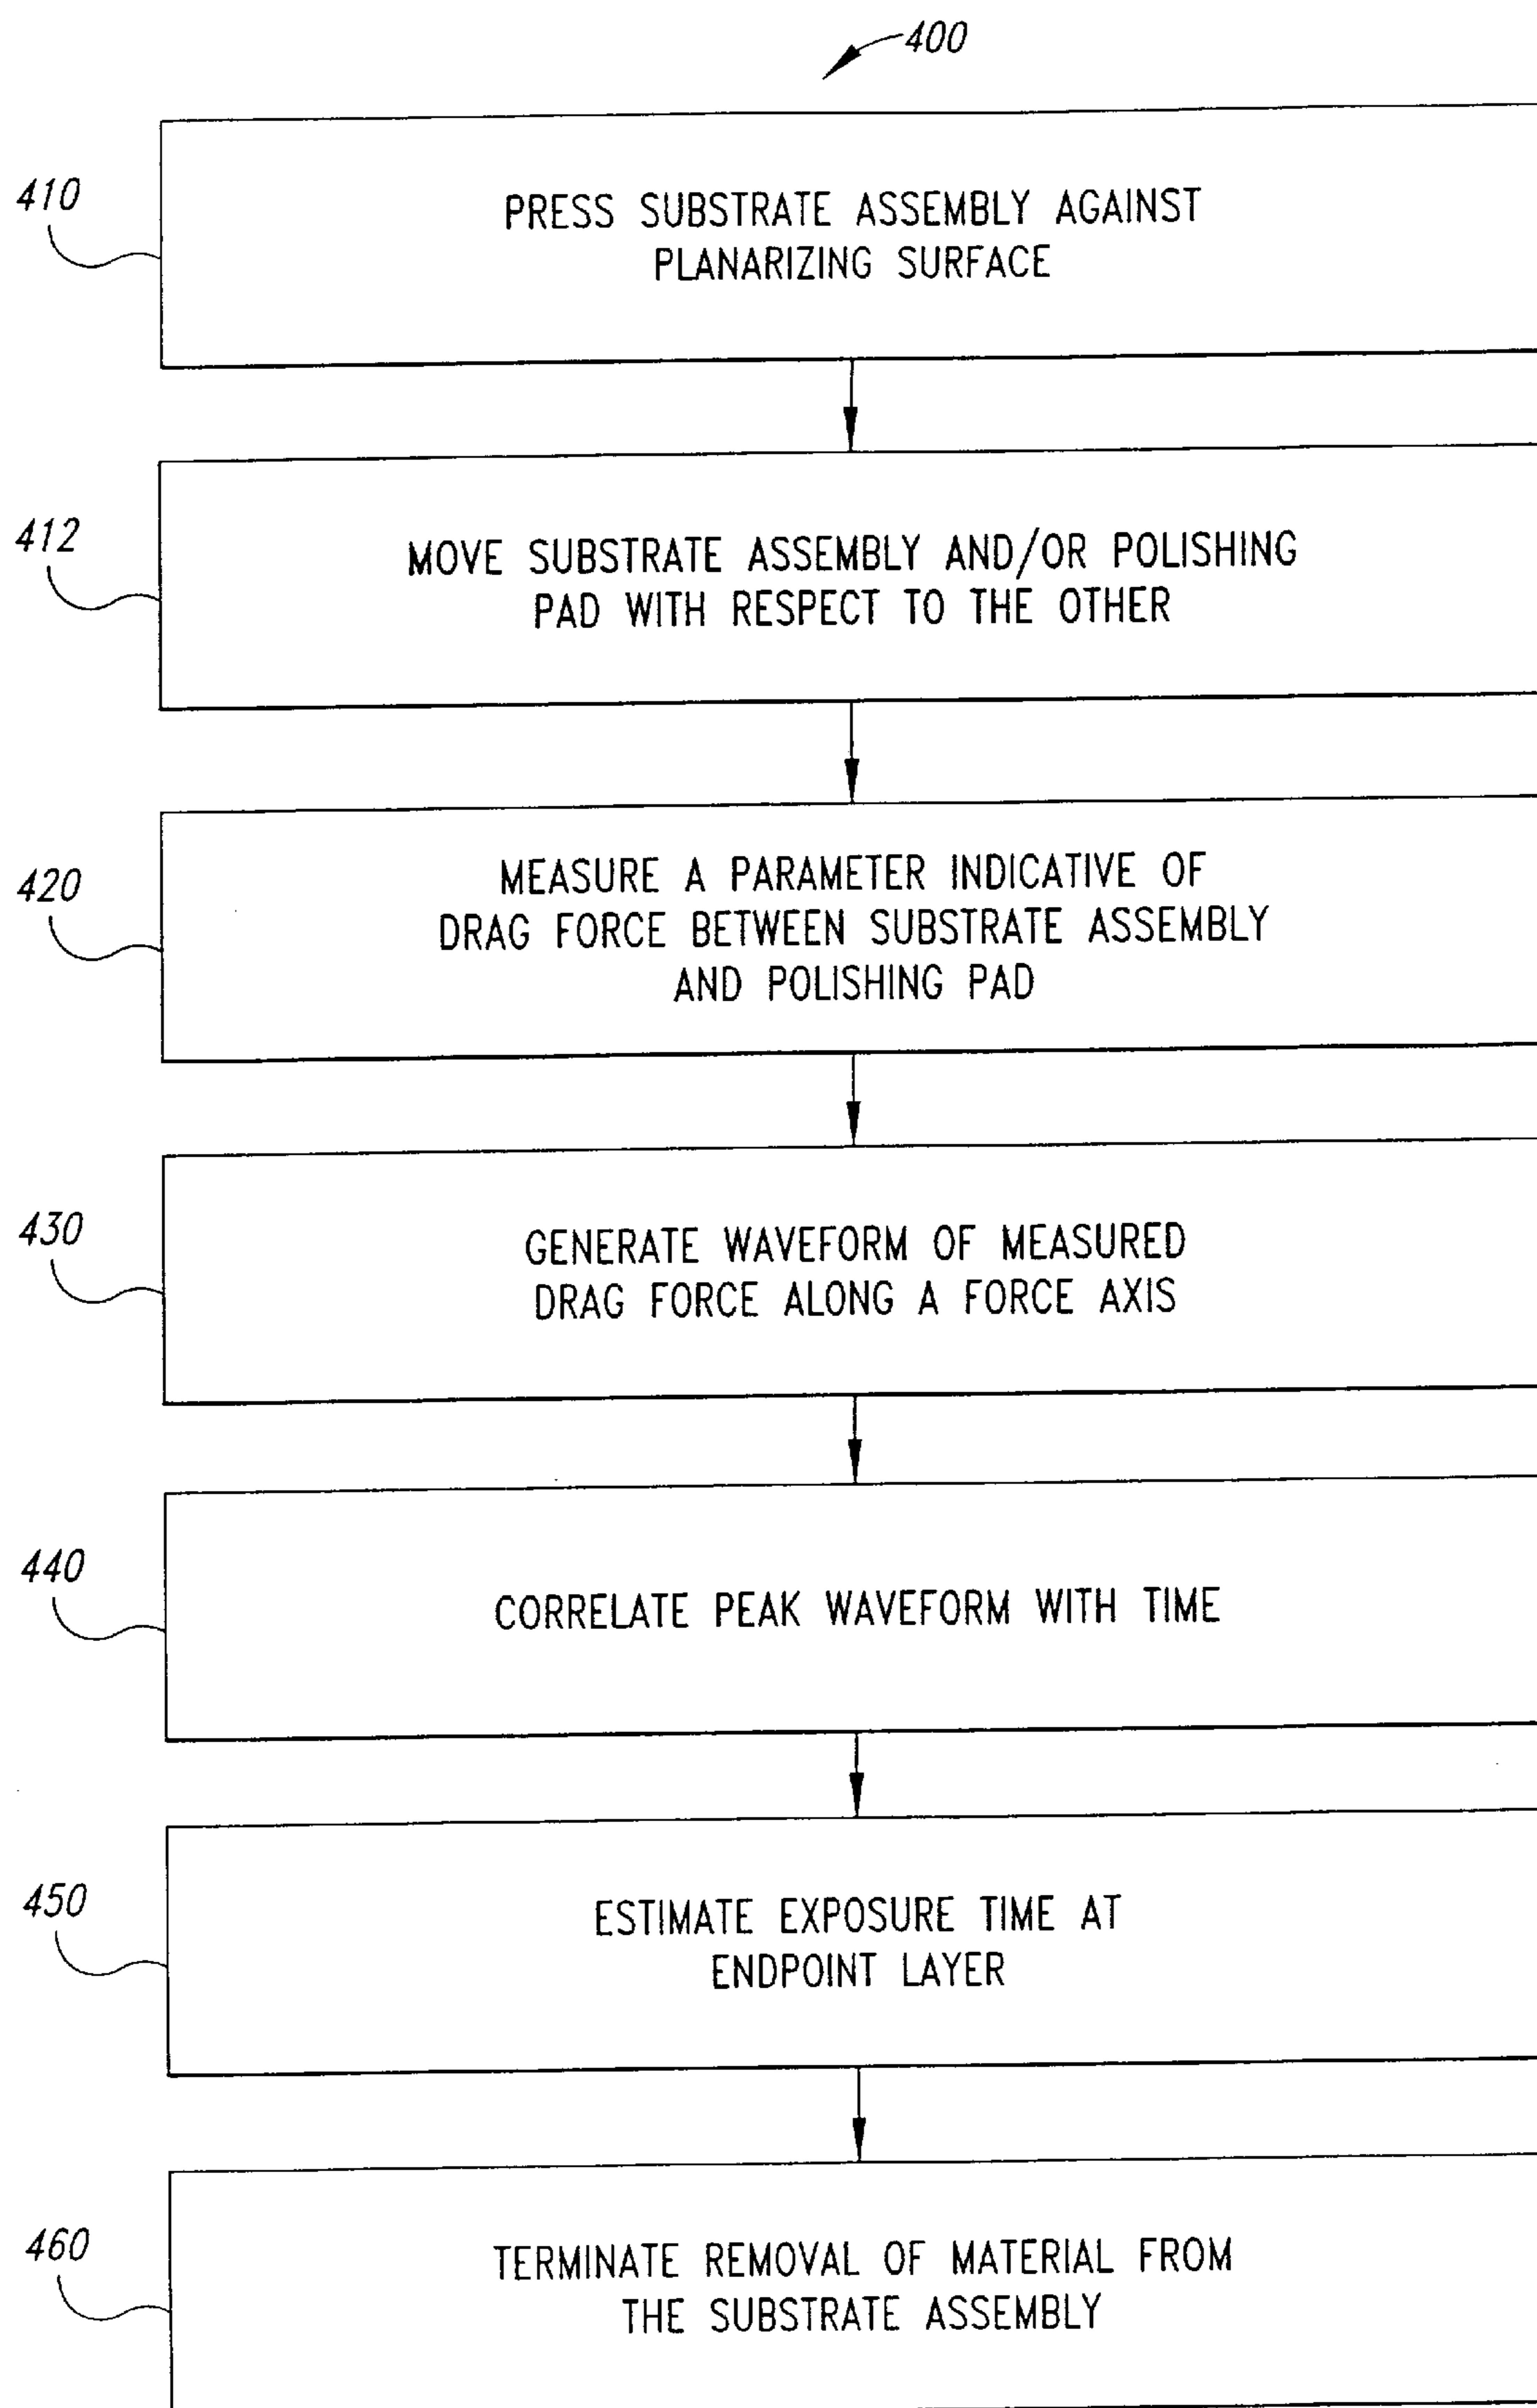 400
410
PRESS SUBSTRATE ASSEMBLY AGAINST
PLANARIZING SURFACE
412
MOVE SUBSTRATE ASSEMBLY AND/OR POLISHING
PAD WITH RESPECT TO THE OTHER
420
MEASURE A PARAMETER INDICATIVE OF
DRAG FORCE BETWEEN SUBSTRATE ASSEMBLY
AND POLISHING PAD
430
GENERATE WAVEFORM OF MEASURED
DRAG FORCE ALONG A FORCE AXIS
440
CORRELATE PEAK WAVEFORM WITH TIME
450
ESTIMATE EXPOSURE TIME AT
ENDPOINT LAYER
460
TERMINATE REMOVAL OF MATERIAL FROM
THE SUBSTRATE ASSEMBLY